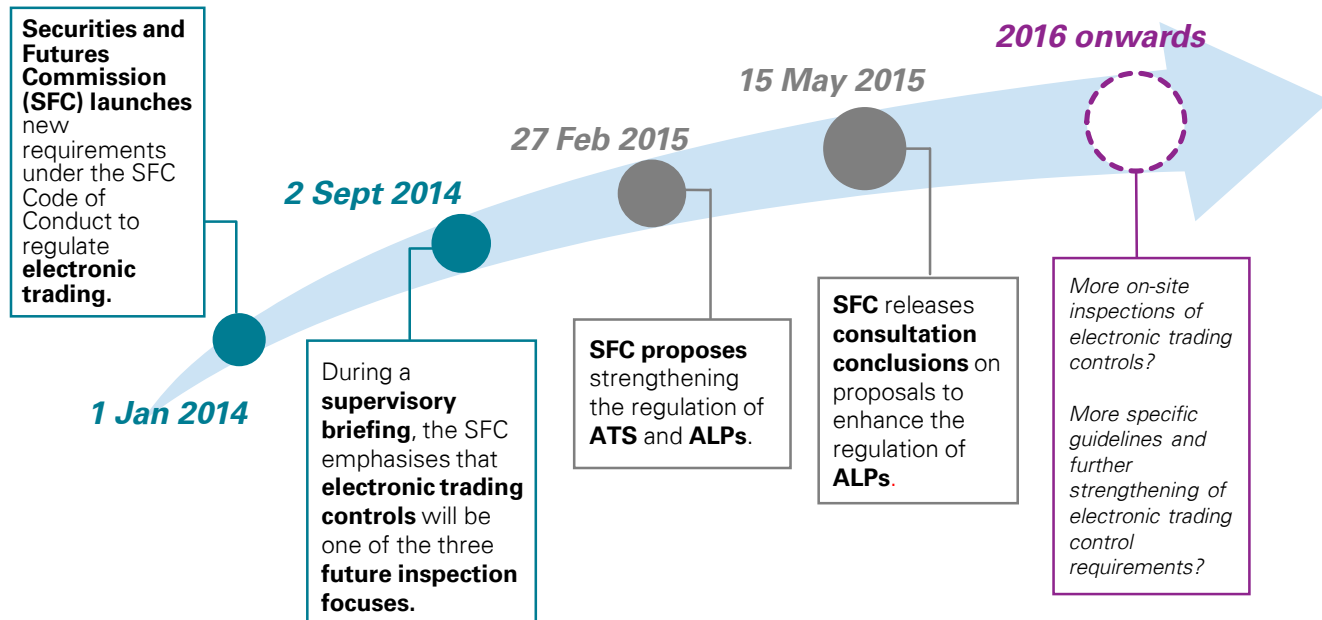 Securities and
Futures
Commission
(SFC) launches
new
requirements
under the SFC
Code of
Conduct to
regulate
electronic
trading.
1 Jan 2014
2 Sept 2014
During a
supervisory
briefing, the SFC
emphasises that
electronic trading
controls will be
one of the three
future inspection
focuses.
27 Feb 2015
SFC proposes
strengthening
the regulation of
ATS and ALPs.
15 May 2015
SFC releases
consultation
conclusions on
proposals to
enhance the
regulation of
ALPs.
2016 onwards
More on-site
inspections of
electronic trading
controls?
More specific
guidelines and
further
strengthening of
electronic trading
control
requirements?